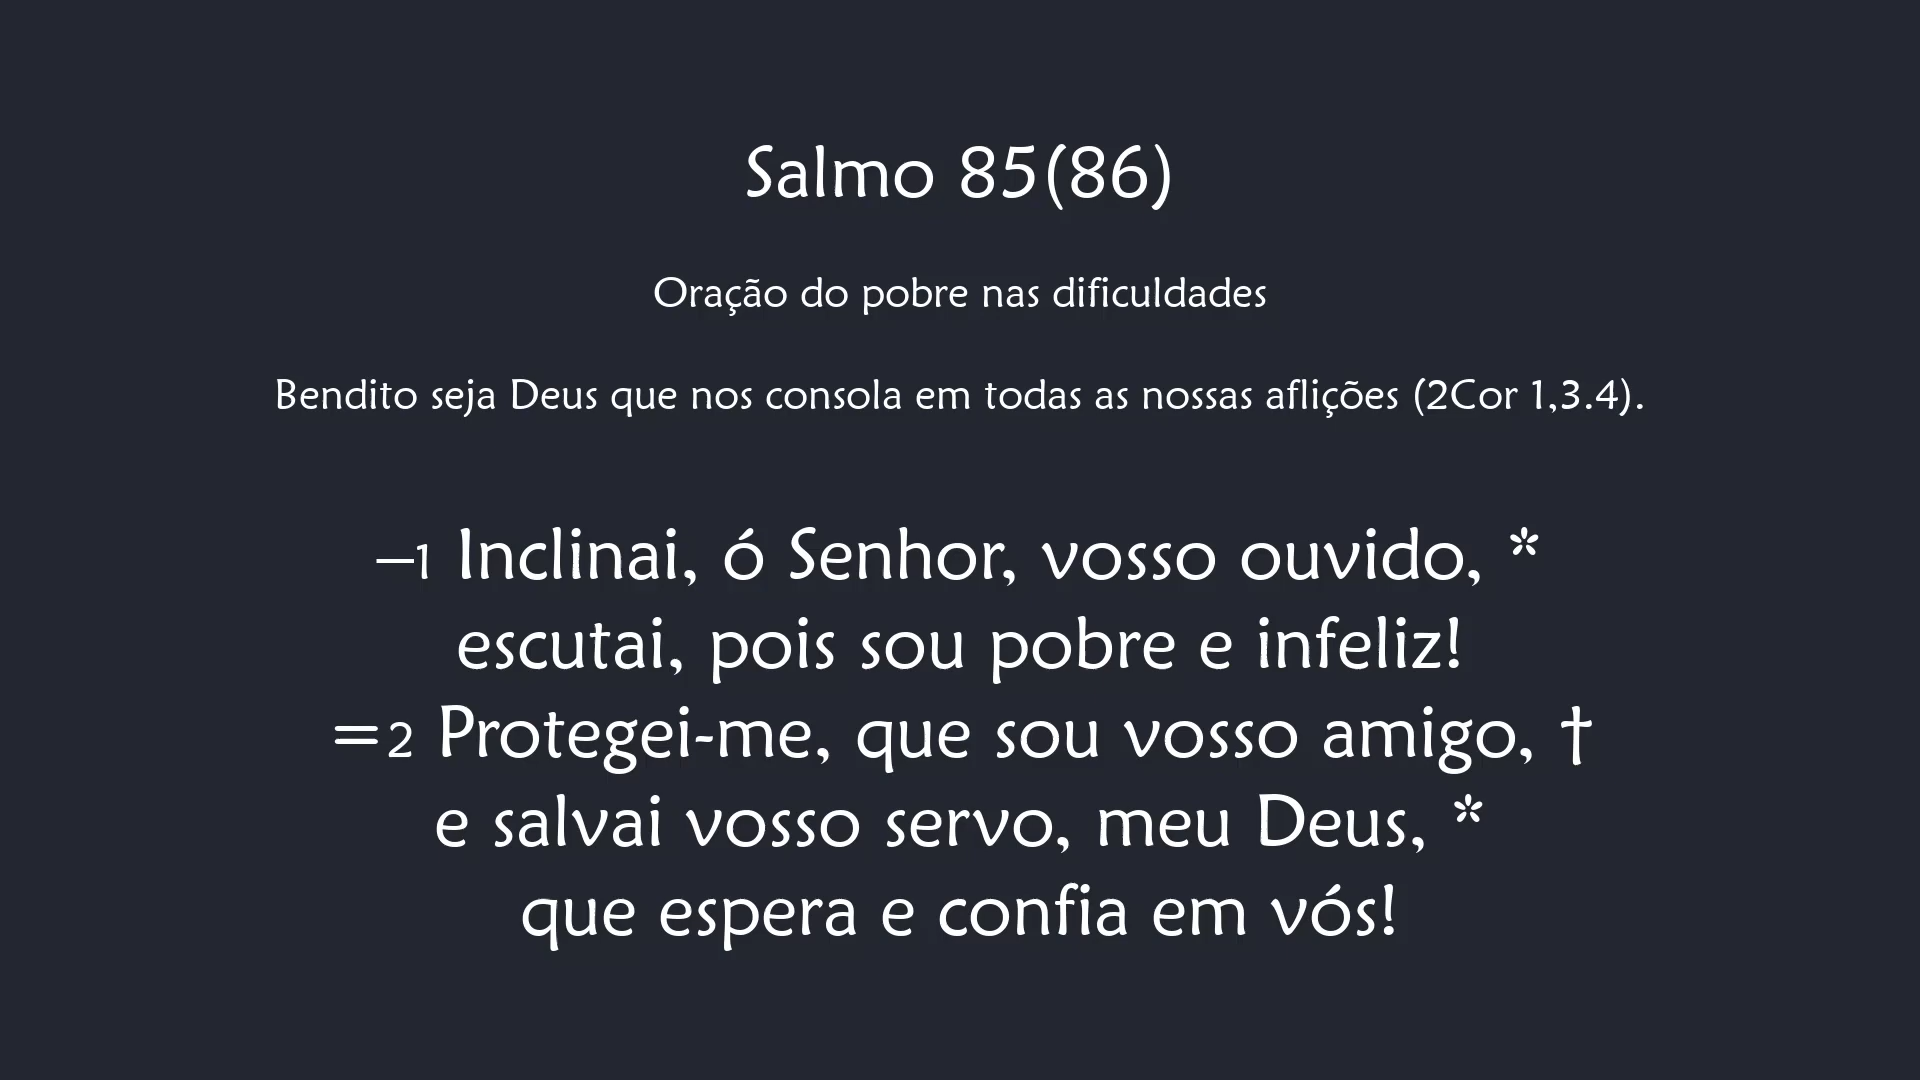 Salmo 85(86)
Oração do pobre nas dificuldades
Bendito seja Deus que nos consola em todas as nossas aflições (2Cor 1,3.4).
–1 Inclinai, ó Senhor, vosso ouvido, *
escutai, pois sou pobre e infeliz!
=2 Protegei-me, que sou vosso amigo, †
e salvai vosso servo, meu Deus, *
que espera e confia em vós!